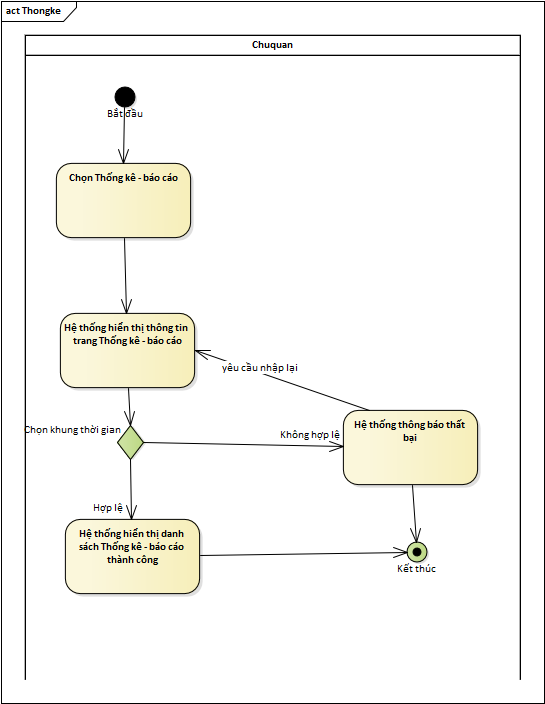 act Thongke
Chuquan
Bắt đầu
Chọn Thống kê - báo cáo
Hệ thống hiển thị thông tin
trang Thống kê - báo cáo
yêu cầu nhập lại
Chọn khung thời gian
Không hợp lệ
Hệ thống thông báo thất
bại
Hợp lệ
Hệ thống hiển thị danh
sách Thống kê - báo cáo
thành công
Kết thúc